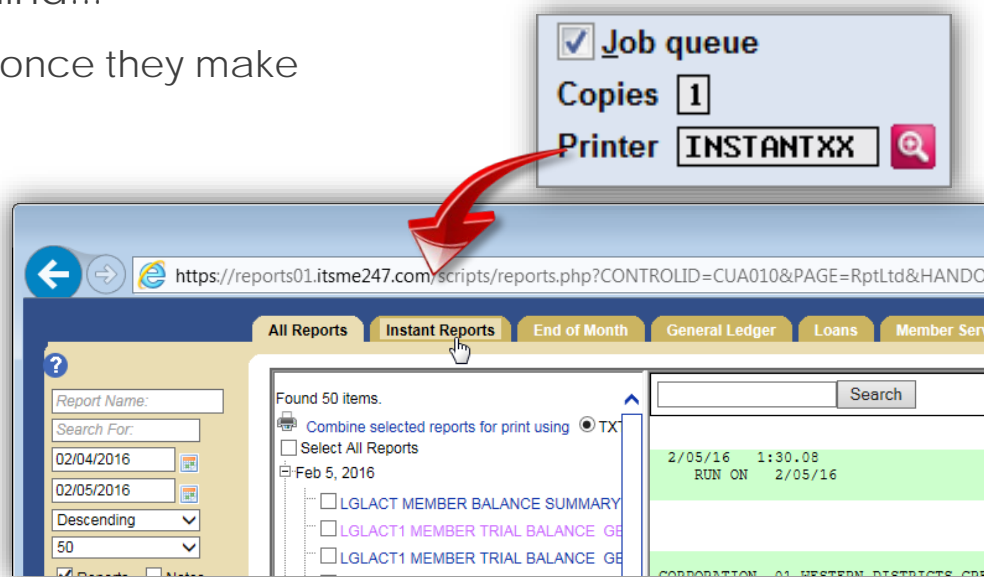 once they make
Job queue
Copies 1
Printer INSTANTXX
https://reports01.itsme247.com/scripts/reports.php?CONTROLID=CUA010&PAGE=RptLtd&HANDO
All Reports Instant Reports End of Month General Ledger Loans Member Ser
?
Report Name:
Search For:
02/04/2016
02/05/2016
Descending
50
Reports Notes
Found 50 items.
Combine selected reports for print using TXT
Select All Reports
Feb 5, 2016
LGLACT MEMBER BALANCE SUMMARY
LGLACT1 MEMBER TRIAL BALANCE GE
LGLACT1 MEMBER TRIAL BALANCE GE
Search
2/05/16 1:30.08
RUN ON 2/05/16
CORPORATION 01 WESTERN DISTRICTS CRE